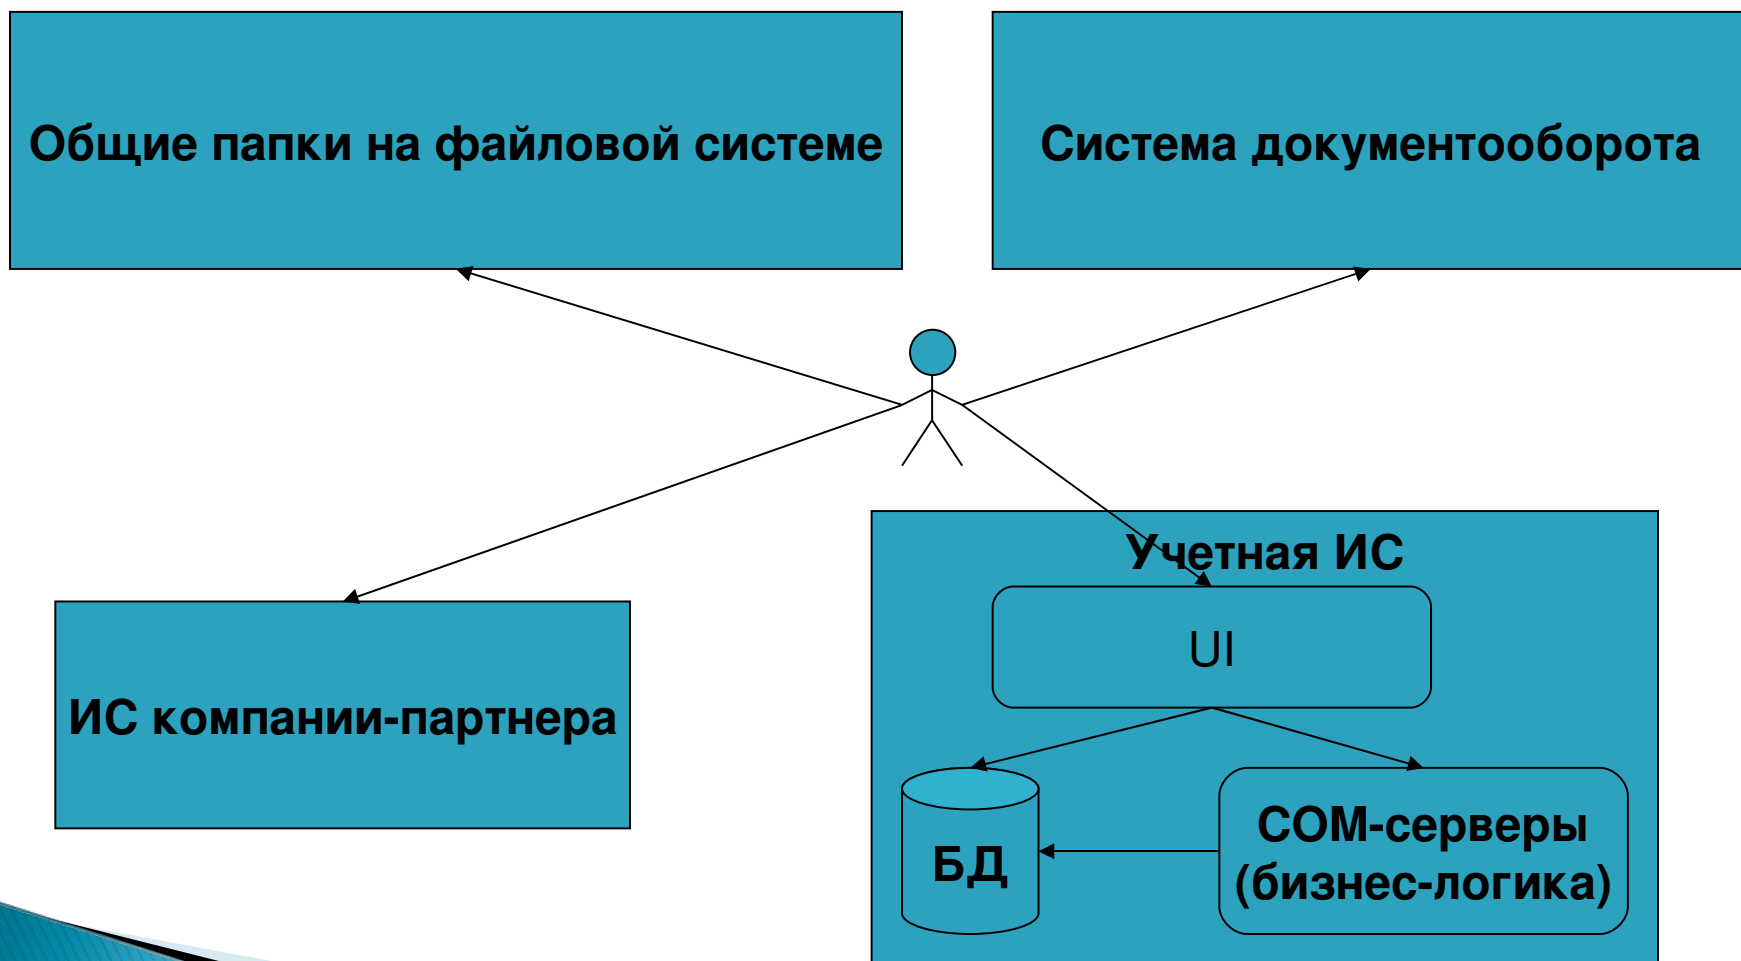 Общие папки на файловой системе
Система документооборота
Учетная ИС
UI
ИС компании-партнера
COM-серверы
(бизнес-логика)
БД